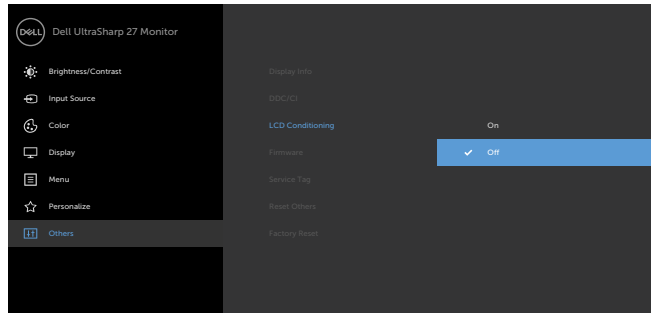 DELL
Dell UltraSharp 27 Monitor
Brightness/Contrast
Input Source
Color
Display
Menu
Personalize
Others
Display Info
DDC/CI
LCD Conditioning
Firmware
Service Tag
Reset Others
Factory Reset
On
Off